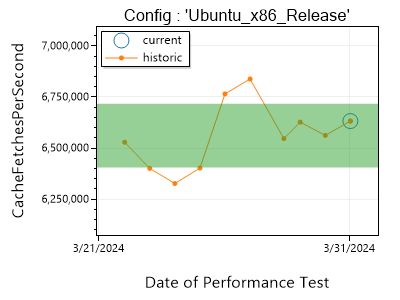 Config : 'Ubuntu_x86_Release'
current
historic
CacheFetchesPerSecond
7,000,000
6,750,000
6,500,000
6,250,000
3/21/2024
3/31/2024
Date of Performance Test